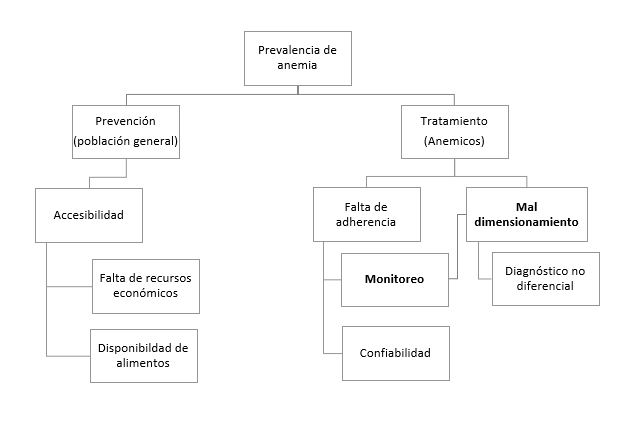 Prevalencia de
anemia
Prevención
(población general)
Tratamiento
(Anemicos)
Accesibilidad
Falta de
adherencia
Mal
dimensionamiento
Falta de recursos
económicos
Monitoreo
Diagnóstico no
diferencial
Disponibildad de
alimentos
Confiabilidad